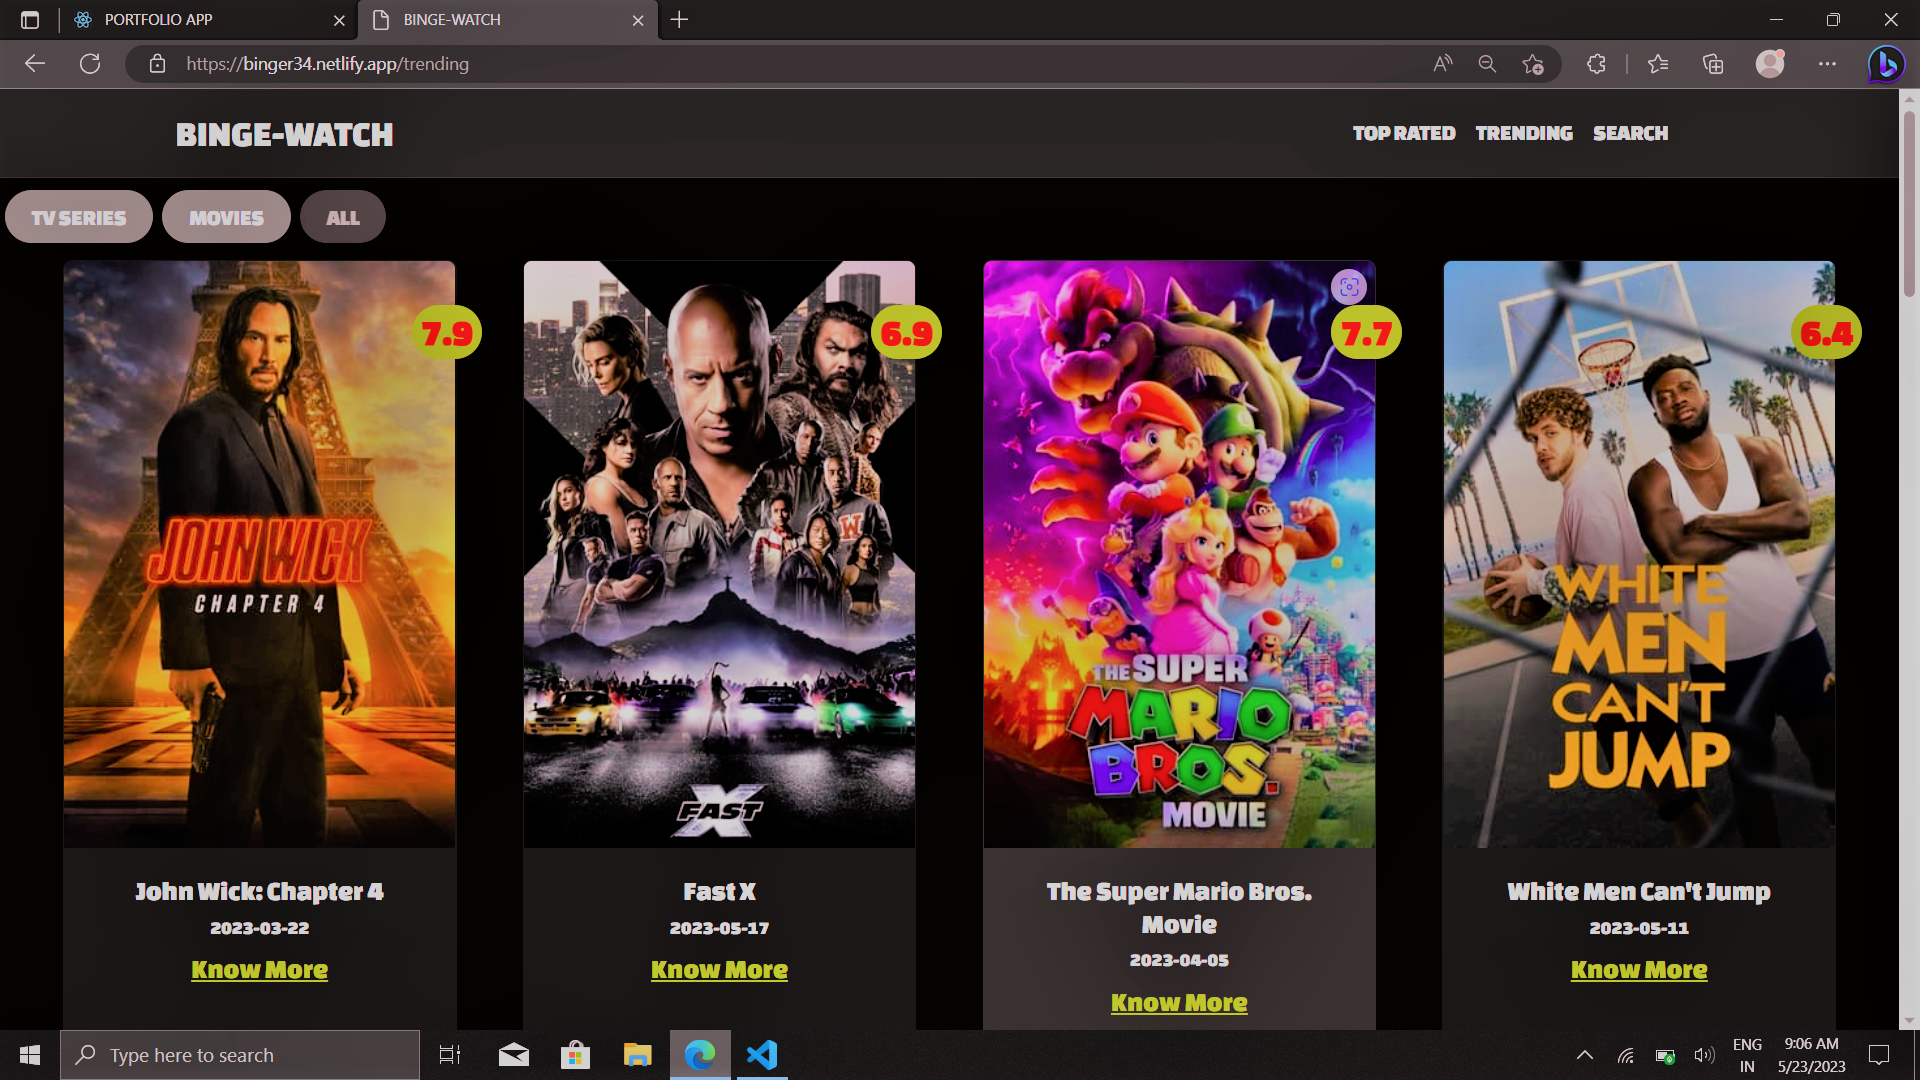 PORTFOLIO APP
BINGE-WATCH
https://binger34.netlify.app/trending
BINGE-WATCH
TOP RATED
TRENDING
SEARCH
TV SERIES
MOVIES
ALL
7.9
6.9
7.7
6.4
JOHN WICK
CHAPTER 4
W
FAST
X
THE SUPER
MARIO
BROS.
MOVIE
WHITE
MEN
CAN'T
JUMP
John Wick: Chapter 4
2023-03-22
Know More
Fast X
2023-05-17
Know More
The Super Mario Bros.
Movie
2023-04-05
Know More
White Men Can't Jump
2023-05-11
Know More
Type here to search
ENG
IN
9:06 AM
5/23/2023